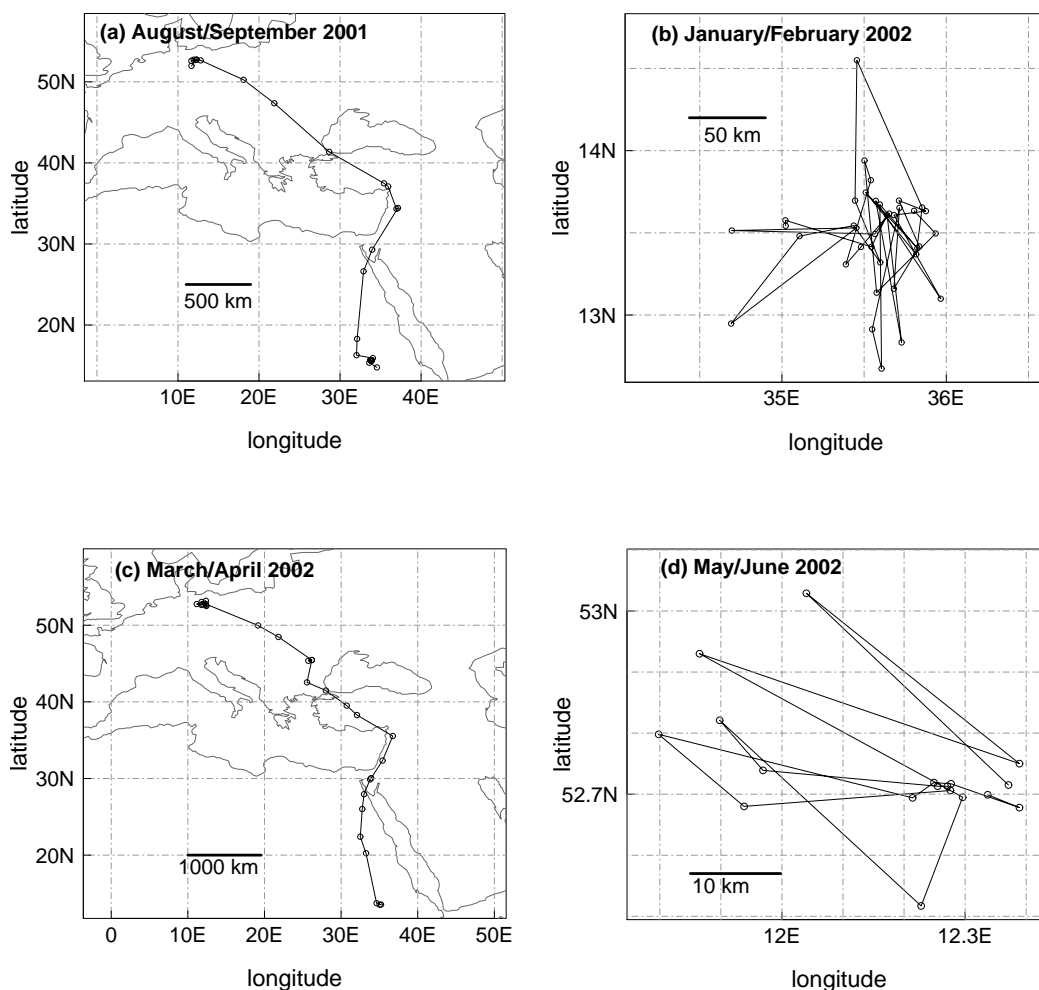 (a) August/September 2001
50N
40N
30N
20N
latitude
500 km
10E 20E 30E 40E
longitude
(b) January/February 2002
14N
13N
latitude
50 km
35E 36E
longitude
(c) March/April 2002
50N
40N
30N
20N
latitude
1000 km
0 10E 20E 30E 40E 50E
longitude
(d) May/June 2002
53N
52.7N
latitude
10 km
12E 12.3E
longitude